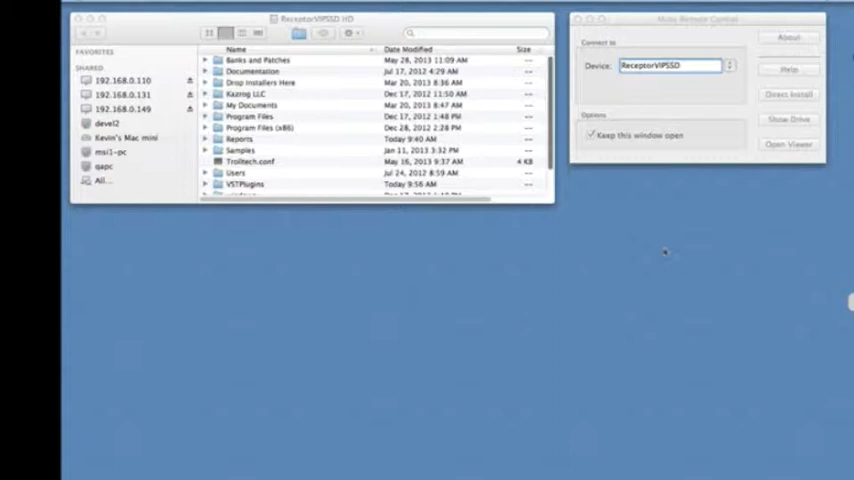 ReceptorVIPSSD HD
Name Date Modified Size
FAVORITES
SHARED
192.168.0.110
192.168.0.131
192.168.0.149
devel2
Kevin's Mac mini
msi1-pc
qapc
All...
Banks and Patches May 28, 2013 11:09 AM --
Documentation Jul 17, 2012 4:29 AM --
Drop Installers Here Mar 20, 2013 8:36 AM --
Kazrog LLC Dec 17, 2012 11:50 AM --
My Documents Mar 20, 2013 8:47 AM --
Program Files Dec 17, 2012 1:48 PM --
Program Files (x86) Dec 28, 2012 2:28 PM --
Reports Today 9:40 AM --
Samples Jan 11, 2013 3:32 PM --
Trolltech.conf May 16, 2013 9:37 AM 4 KB
Users Jul 24, 2012 8:59 AM --
VSTPlugins Today 9:56 AM --
Muse Remote Control
Connect to
Device: ReceptorVIPSSD
Options
Keep this window open
About
Help
Direct Install
Show Drive
Open Viewer